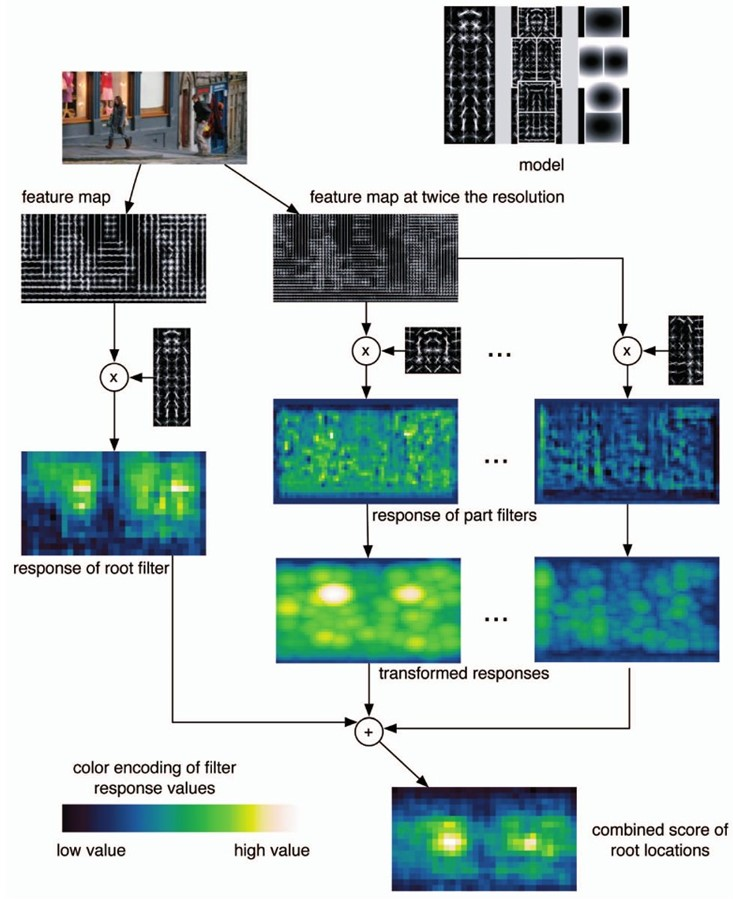 model
feature map
feature map at twice the resolution
x
x
...
x
...
response of part filters
response of root filter
...
transformed responses
+
color encoding of filter
response values
low value
high value
combined score of
root locations